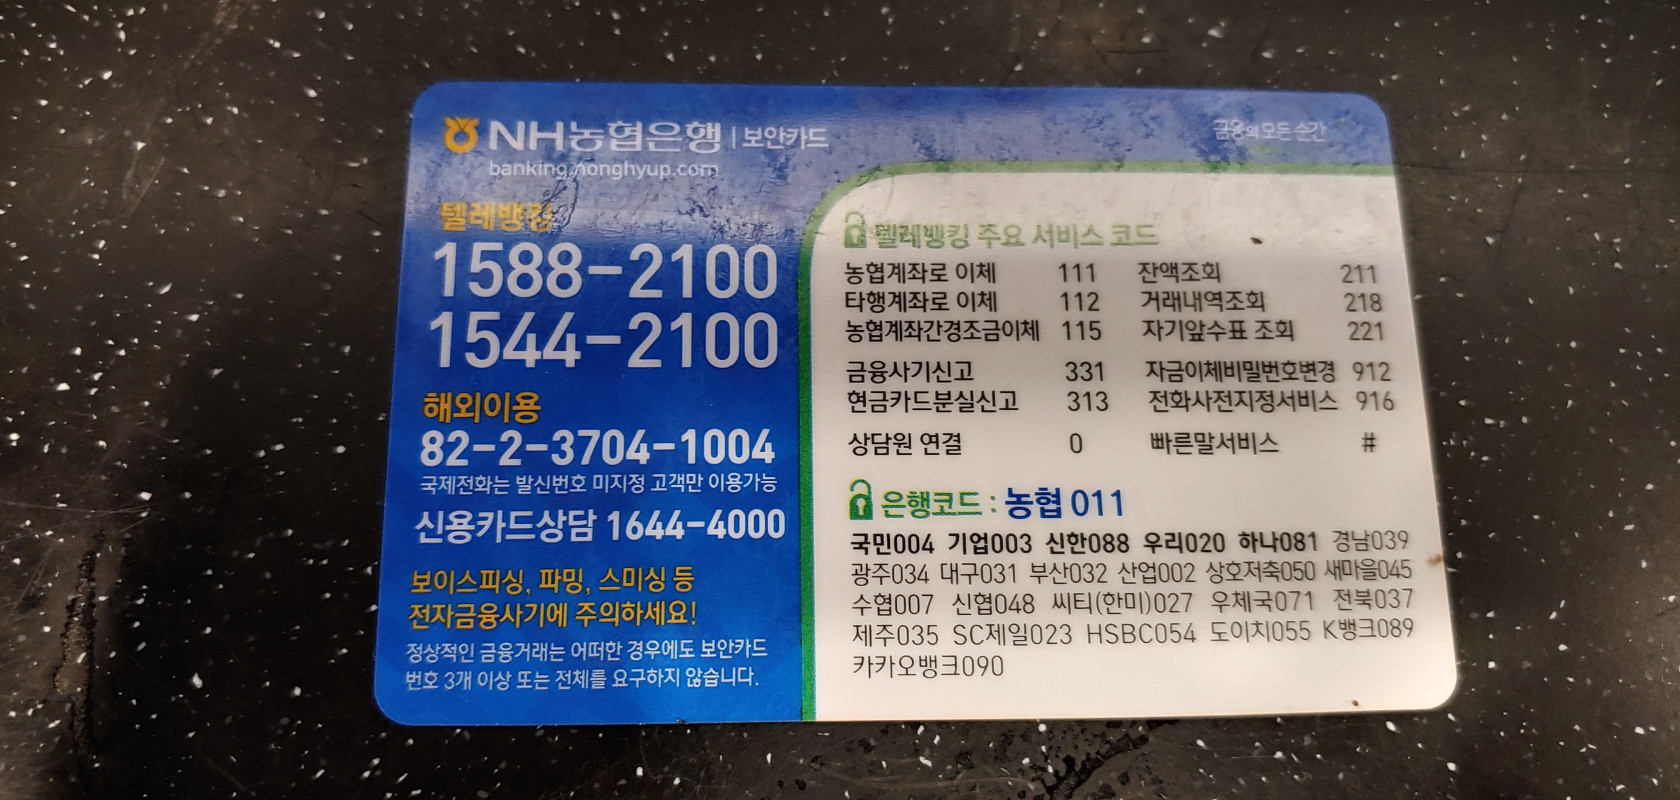 NH농협은행 | 보안카드
banking.nonghyup.com
금융의 모든 순간
텔레뱅킹
1588-2100
1544-2100
해외이용
82-2-3704-1004
국제전화는 발신번호 미지정 고객만 이용가능
신용카드상담 1644-4000
보이스피싱, 파밍, 스미싱 등
전자금융사기에 주의하세요!
정상적인 금융거래는 어떠한 경우에도 보안카드
번호 3개 이상 또는 전체를 요구하지 않습니다.
텔레뱅킹 주요 서비스 코드
농협계좌로 이체 111 잔액조회 211
타행계좌로 이체 112 거래내역조회 218
농협계좌간경조금이체 115 자기앞수표 조회 221
금융사기신고 331 자금이체비밀번호변경 912
현금카드분실신고 313 전화사전지정서비스 916
상담원 연결 0 빠른말서비스 #
은행코드 : 농협 011
국민004 기업003 신한088 우리020 하나081 경남039
광주034 대구031 부산032 산업002 상호저축050 새마을045
수협007 신협048 씨티(한미)027 우체국071 전북037
제주035 SC제일023 HSBC054 도이치055 K뱅크089
카카오뱅크090